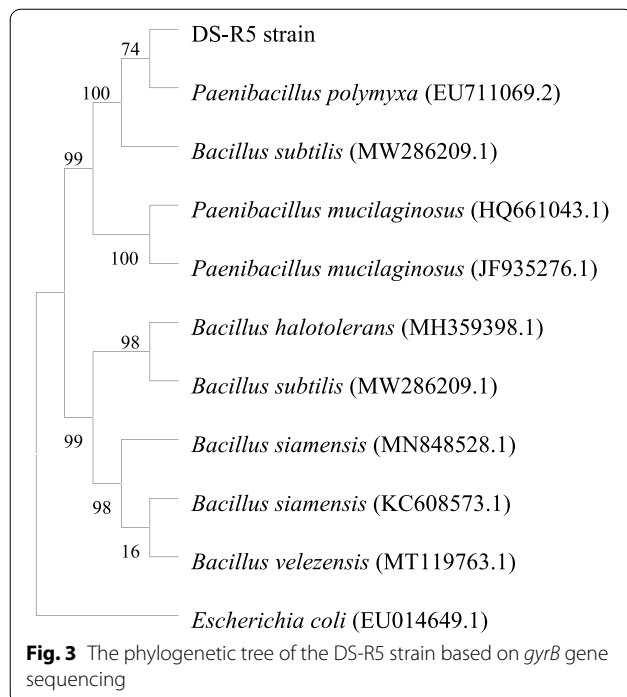 DS-R5 strain
74
Paenibacillus polymyxa (EU711069.2)
100
Bacillus subtilis (MW286209.1)
99
Paenibacillus mucilaginosus (HQ661043.1)
100
Paenibacillus mucilaginosus (JF935276.1)
Bacillus halotolerans (MH359398.1)
98
Bacillus subtilis (MW286209.1)
99
Bacillus siamensis (MN848528.1)
98
Bacillus siamensis (KC608573.1)
16
Bacillus velezensis (MT119763.1)
Escherichia coli (EU014649.1)
Fig. 3 The phylogenetic tree of the DS-R5 strain based on gyrB gene
sequencing